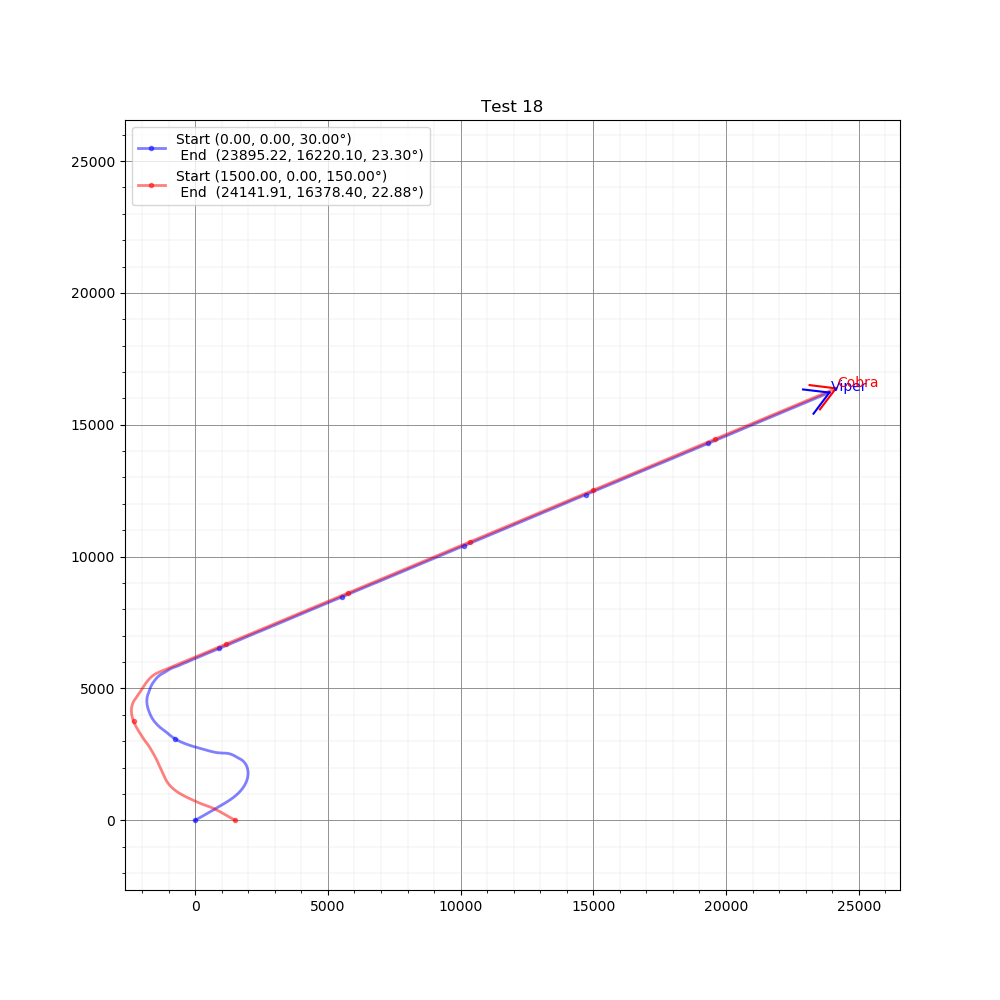 Test 18
Start (0.00, 0.00, 30.00°)
End (23895.22, 16220.10, 23.30°)
Start (1500.00, 0.00, 150.00°)
End (24141.91, 16378.40, 22.88°)
25000
20000
15000
10000
5000
0
Cobra
Viper
0 5000 10000 15000 20000 25000